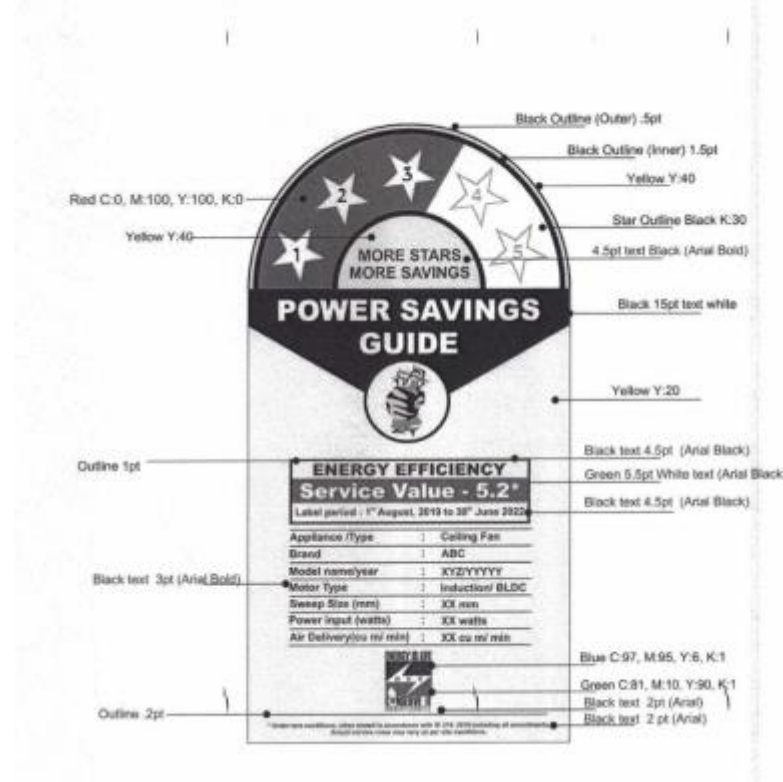 Black Outline (Outer) .5pt
Black Outline (Inner) 1.5pt
Yellow Y:40
Red C:0, M:100, Y:100, K:0
Star Outline Black K:30
Yellow Y:40
4.5pt text Black (Arial Bold)
1
2
3
4
5
MORE STARS
MORE SAVINGS
Black 15pt text white
POWER SAVINGS
GUIDE
Yellow Y:20
Outline 1pt
Black text 4.5pt (Arial Black)
ENERGY EFFICIENCY
Green 5.5pt White text (Arial Black
Service Value - 5.2*
Black text 4.5pt (Arial Black)
Label period : 1st August, 2019 to 30th June 2022
Appliance /Type : Ceiling Fan
Brand : ABC
Model name/year : XYZ/YYYYY
Black text 3pt (Arial Bold)
Motor Type : Induction/ BLDC
Sweep Size (mm) : XX mm
Power input (watts) : XX watts
Air Delivery(cu m/ min) : XX cu m/ min
Blue C:97, M:95, Y:6, K:1
Green C:81, M:10, Y:90, K:1
Black text 2pt (Arial)
Outline .2pt
Black text 2 pt (Arial)